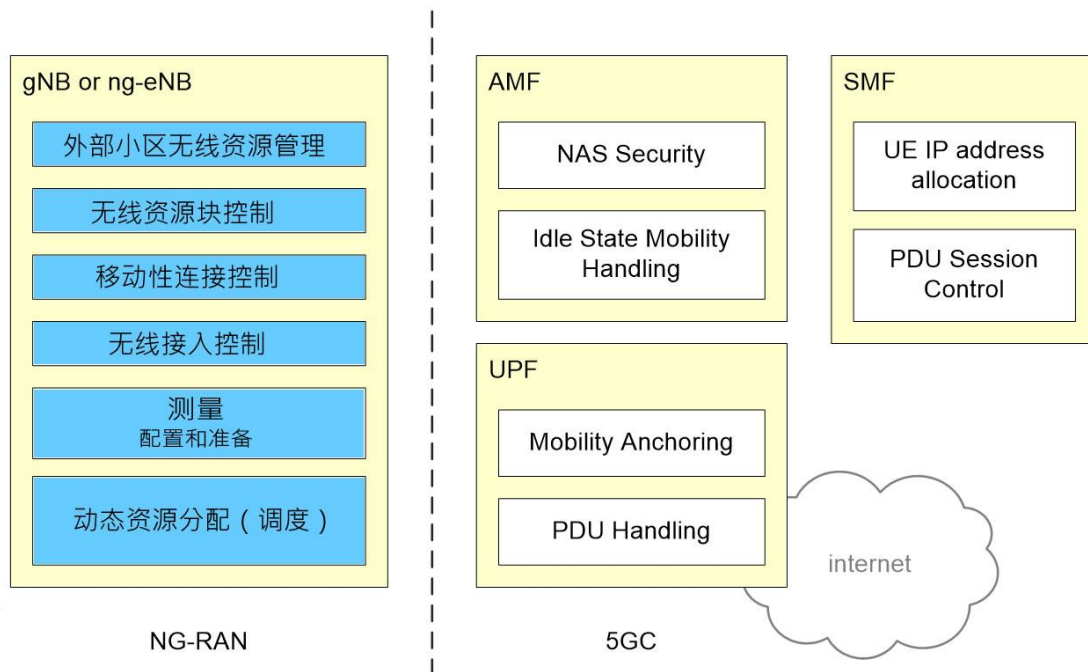 gNB or ng-eNB
外部小区无线资源管理
无线资源块控制
移动性连接控制
无线接入控制
测量
配置和准备
动态资源分配（调度）
NG-RAN
AMF
NAS Security
Idle State Mobility
Handling
SMF
UE IP address
allocation
PDU Session
Control
UPF
Mobility Anchoring
PDU Handling
internet
5GC